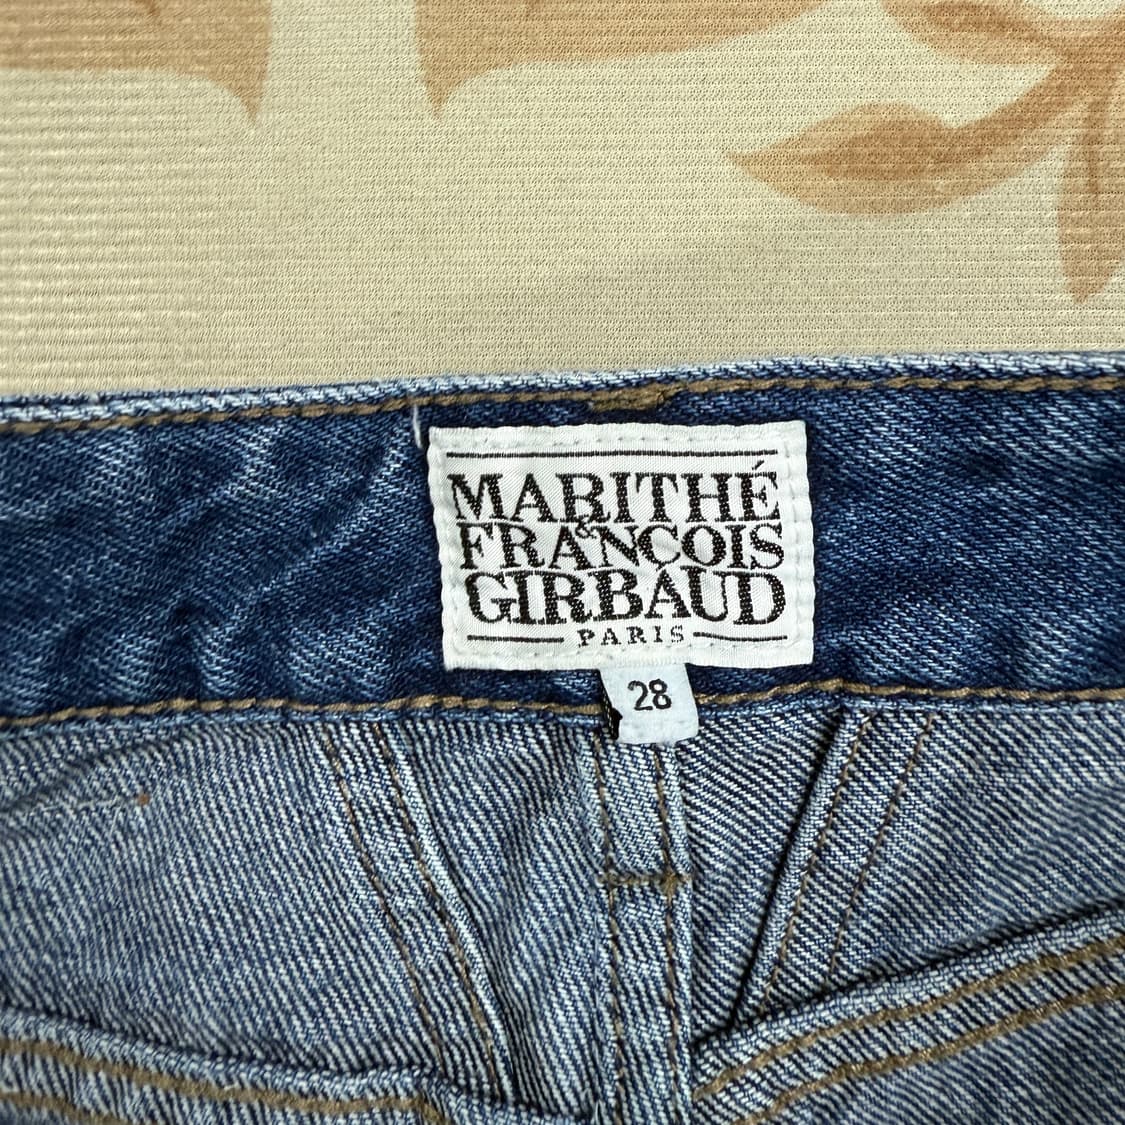 MARITHÉ
&
FRANÇOIS
GIRBAUD
PARIS
28